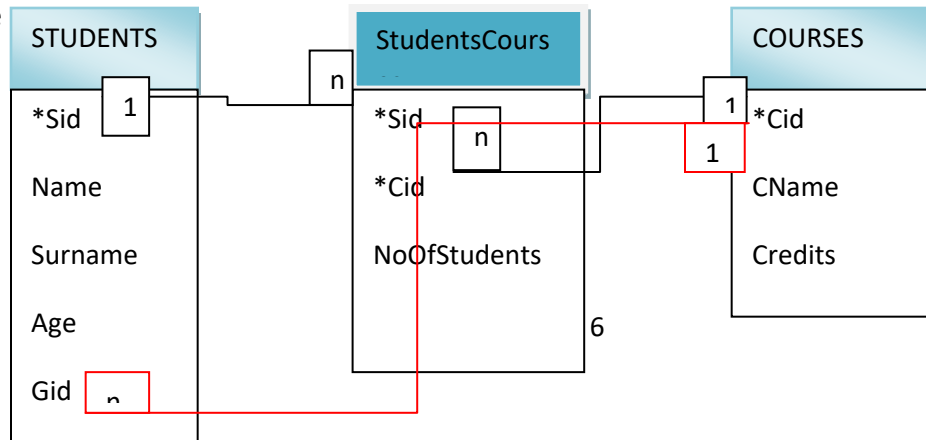 e
STUDENTS
*Sid
1
Name
Surname
Age
Gid
n
n
StudentsCours
*Sid
n
*Cid
NoOfStudents
6
COURSES
1
*Cid
1
CName
Credits